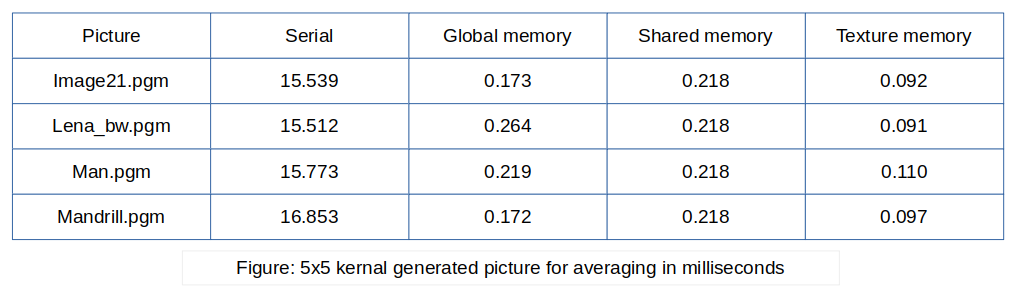 Picture Serial Global memory Shared memory Texture memory
Image21.pgm 15.539 0.173 0.218 0.092
Lena_bw.pgm 15.512 0.264 0.218 0.091
Man.pgm 15.773 0.219 0.218 0.110
Mandrill.pgm 16.853 0.172 0.218 0.097
Figure: 5x5 kernal generated picture for averaging in milliseconds